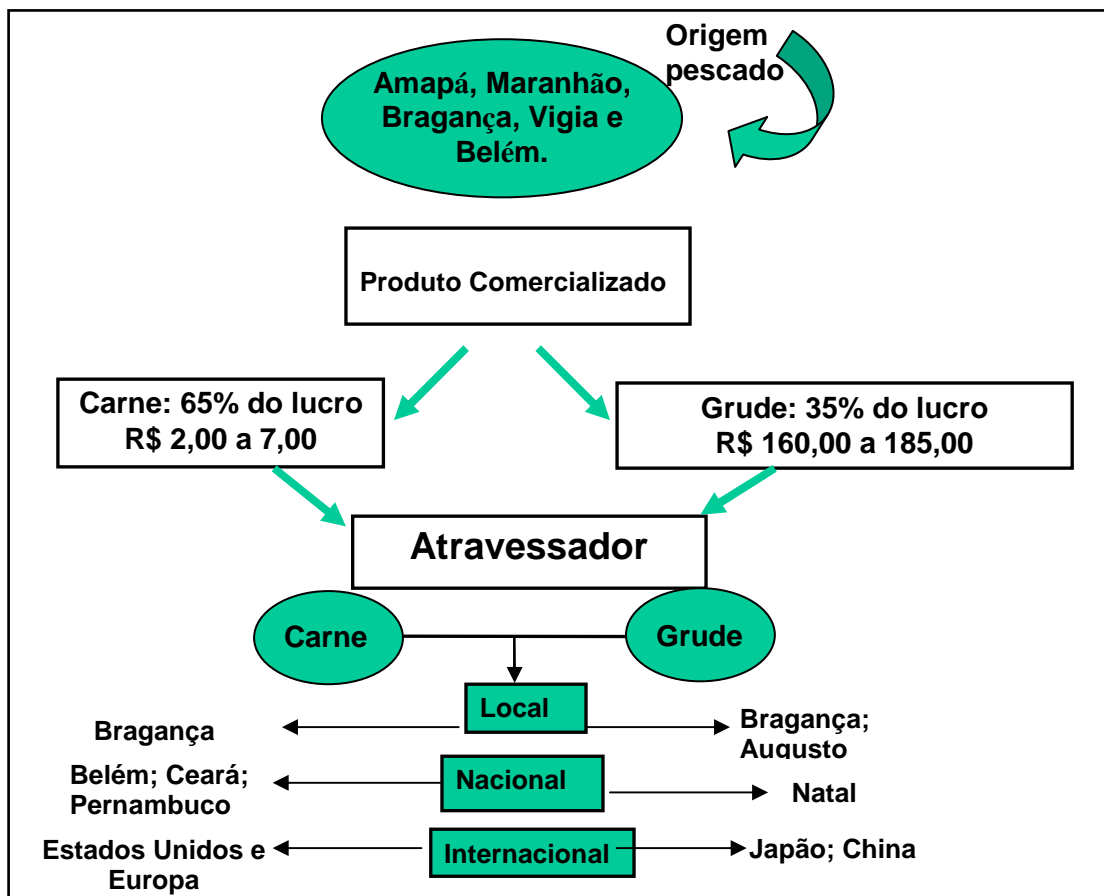 Origem
pescado
Amapá, Maranhão,
Bragança, Vigia e
Belém.
Produto Comercializado
Carne: 65% do lucro
R$ 2,00 a 7,00
Grude: 35% do lucro
R$ 160,00 a 185,00
Atravessador
Carne
Grude
Local
Bragança
Bragança;
Augusto
Belém; Ceará;
Pernambuco
Nacional
Natal
Estados Unidos e
Europa
Internacional
Japão; China